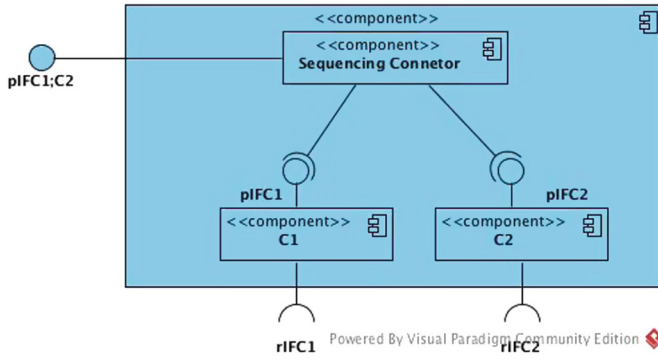 <<component>>
<<component>>
Sequencing Connetor
pIFC1;C2
pIFC1
pIFC2
<<component>>
C1
<<component>>
C2
rIFC1
rIFC2
Powered By Visual Paradigm Community Edition